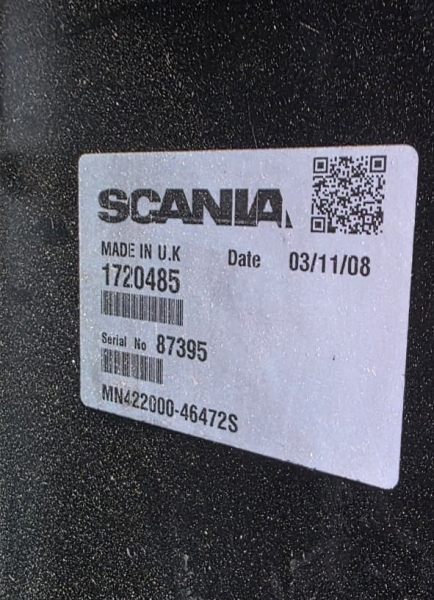 SCANIA
MADE IN U.K Date 03/11/08
1720485
Serial No 87395
MN422000-46472S